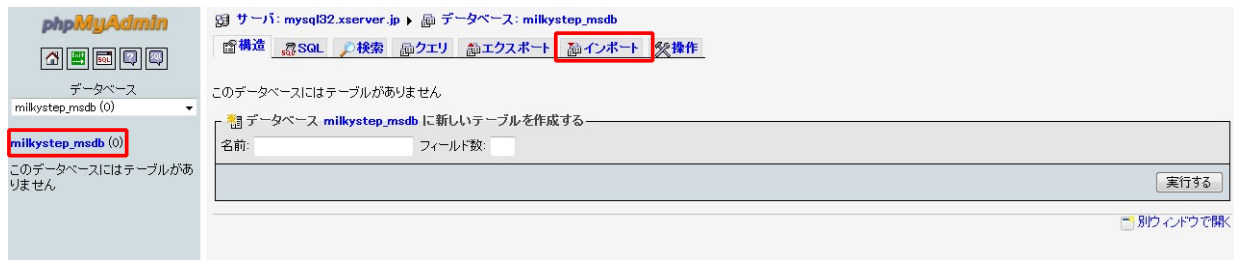 phpMyAdmin
SQL
データベース
milkystep_msdb (0)
milkystep_msdb (0)
このデータベースにはテーブルがあ
りません
サーバ: mysql32.xserver.jp ▶ データベース: milkystep_msdb
構造 SQL 検索 クエリ エクスポート インポート 操作
このデータベースにはテーブルがありません
データベース milkystep_msdb に新しいテーブルを作成する
名前: フィールド数:
実行する
別ウィンドウで開く